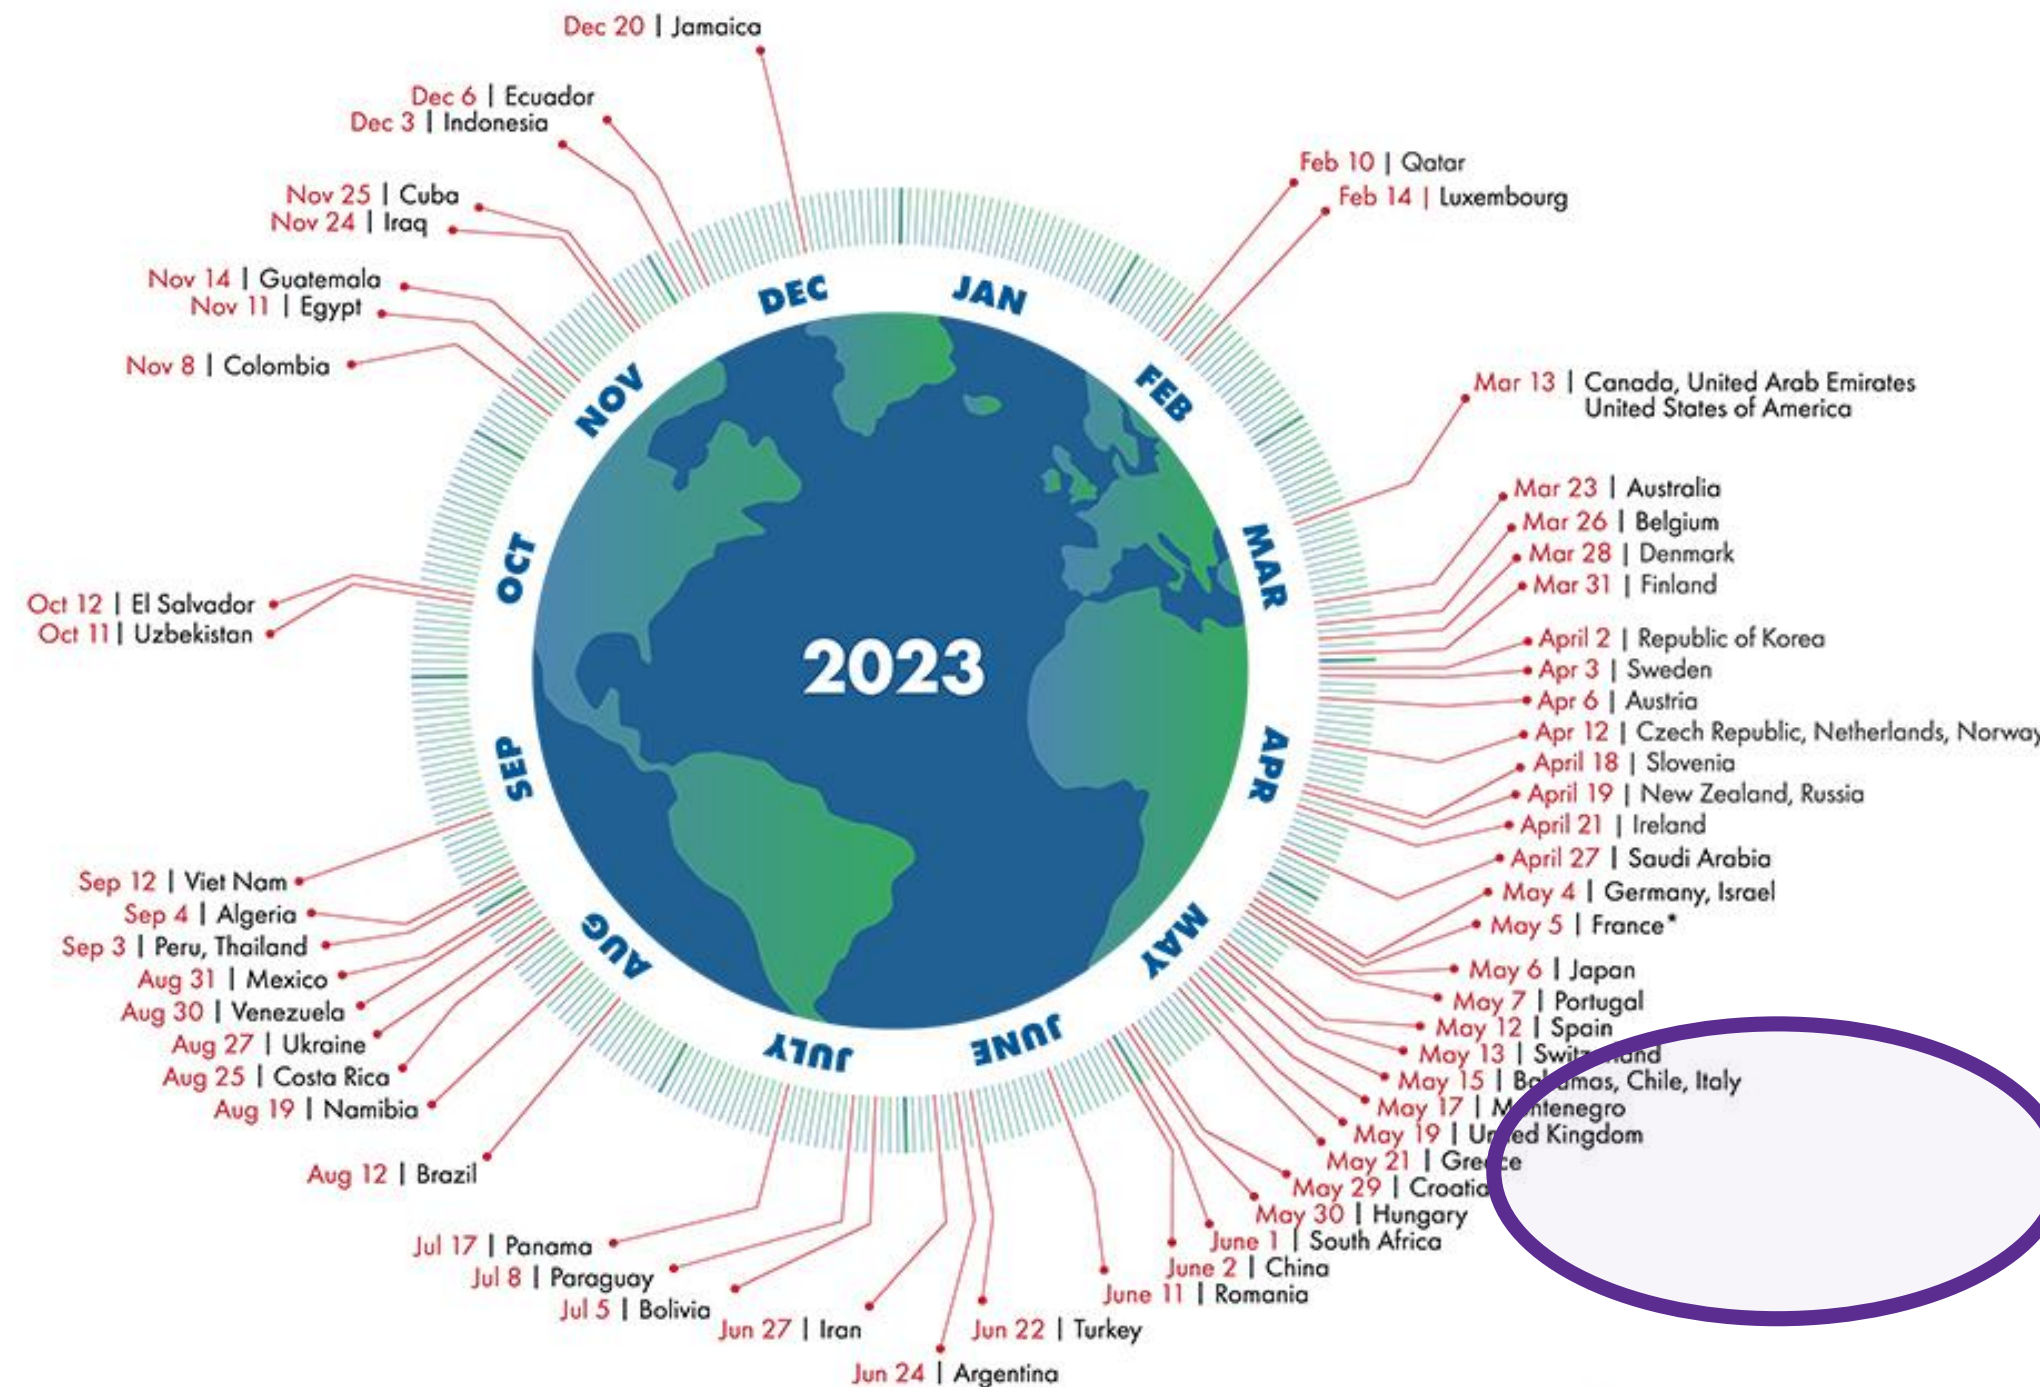 Dec 20 | Jamaica
Dec 6 | Ecuador
Dec 3 | Indonesia
Nov 25 | Cuba
Nov 24 | Iraq
Nov 14 | Guatemala
Nov 11 | Egypt
Nov 8 | Colombia
Oct 12 | El Salvador
Oct 11 | Uzbekistan
Sep 12 | Viet Nam
Sep 4 | Algeria
Sep 3 | Peru, Thailand
Aug 31 | Mexico
Aug 30 | Venezuela
Aug 27 | Ukraine
Aug 25 | Costa Rica
Aug 19 | Namibia
Aug 12 | Brazil
Jul 17 | Panama
Jul 8 | Paraguay
Jul 5 | Bolivia
Jun 27 | Iran
Jun 24 | Argentina
Jun 22 | Turkey
Feb 10 | Qatar
Feb 14 | Luxembourg
Mar 13 | Canada, United Arab Emirates
United States of America
Mar 23 | Australia
Mar 26 | Belgium
Mar 28 | Denmark
Mar 31 | Finland
April 2 | Republic of Korea
Apr 3 | Sweden
Apr 6 | Austria
Apr 12 | Czech Republic, Netherlands, Norway
April 18 | Slovenia
April 19 | New Zealand, Russia
April 21 | Ireland
April 27 | Saudi Arabia
May 4 | Germany, Israel
May 5 | France*
May 6 | Japan
May 7 | Portugal
May 12 | Spain
May 13 | Switzerland
May 15 | Bahamas, Chile, Italy
May 17 | Montenegro
May 19 | United Kingdom
May 21 | Greece
May 29 | Croatia
May 30 | Hungary
June 1 | South Africa
June 2 | China
June 11 | Romania
JAN
FEB
MAR
APR
MAY
JUNE
JULY
AUG
SEP
OCT
NOV
DEC
2023